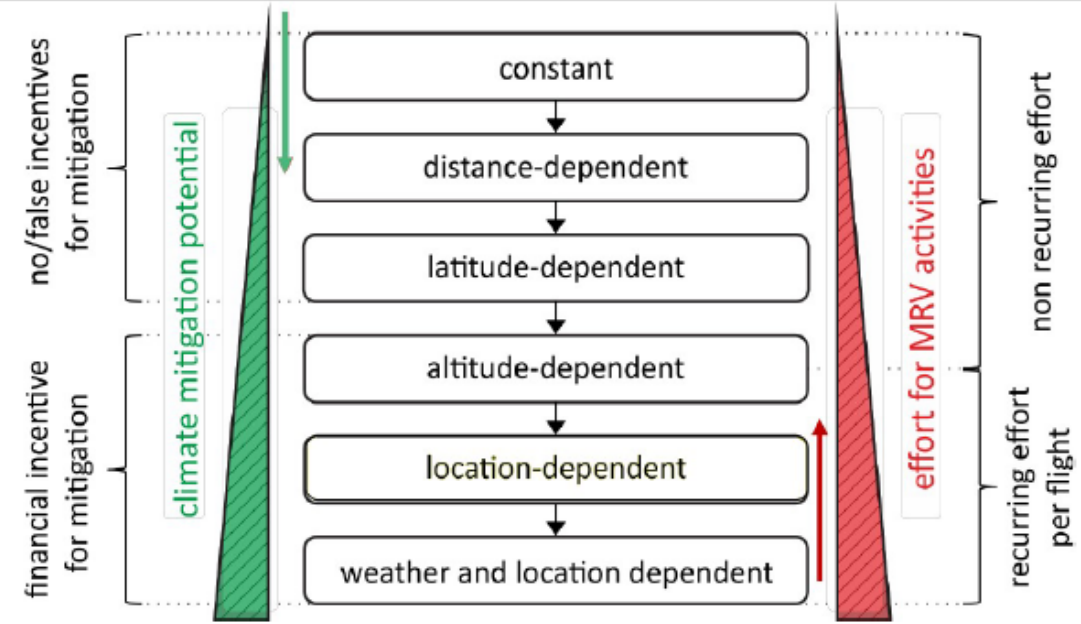 no/false incentives
for mitigation
financial incentive
for mitigation
climate mitigation potential
constant
distance-dependent
latitude-dependent
altitude-dependent
location-dependent
weather and location dependent
effort for MRV activities
non recurring effort
recurring effort
per flight